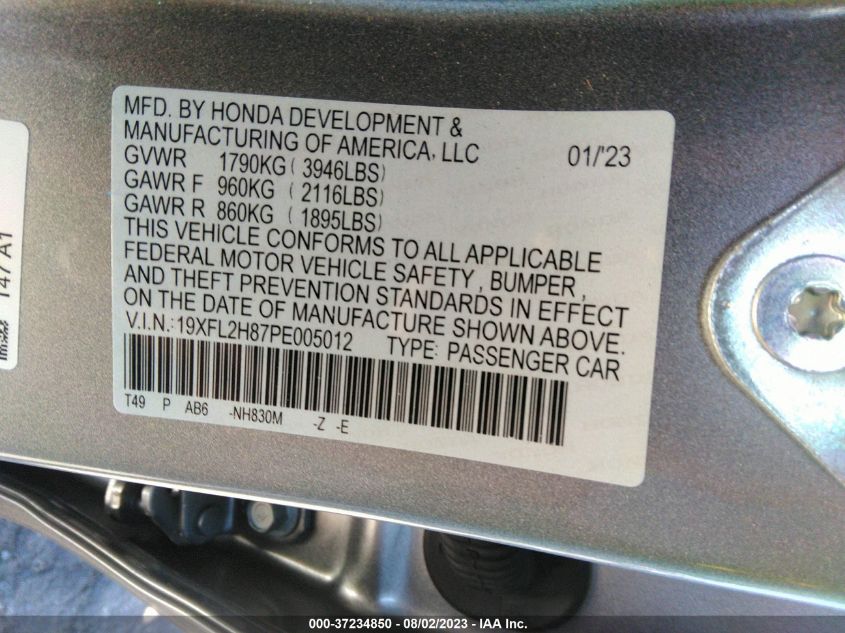 MFD. BY HONDA DEVELOPMENT &
MANUFACTURING OF AMERICA, LLC
01/'23
GVWR 1790KG ( 3946LBS)
GAWR F 960KG ( 2116LBS)
GAWR R 860KG ( 1895LBS)
THIS VEHICLE CONFORMS TO ALL APPLICABLE
FEDERAL MOTOR VEHICLE SAFETY , BUMPER ,
AND THEFT PREVENTION STANDARDS IN EFFECT
ON THE DATE OF MANUFACTURE SHOWN ABOVE.
V.I.N.:19XFL2H87PE005012 TYPE: PASSENGER CAR
T49 P AB6 -NH830M -Z -E
T47 A1
000-37234850 - 08/02/2023 - IAA Inc.